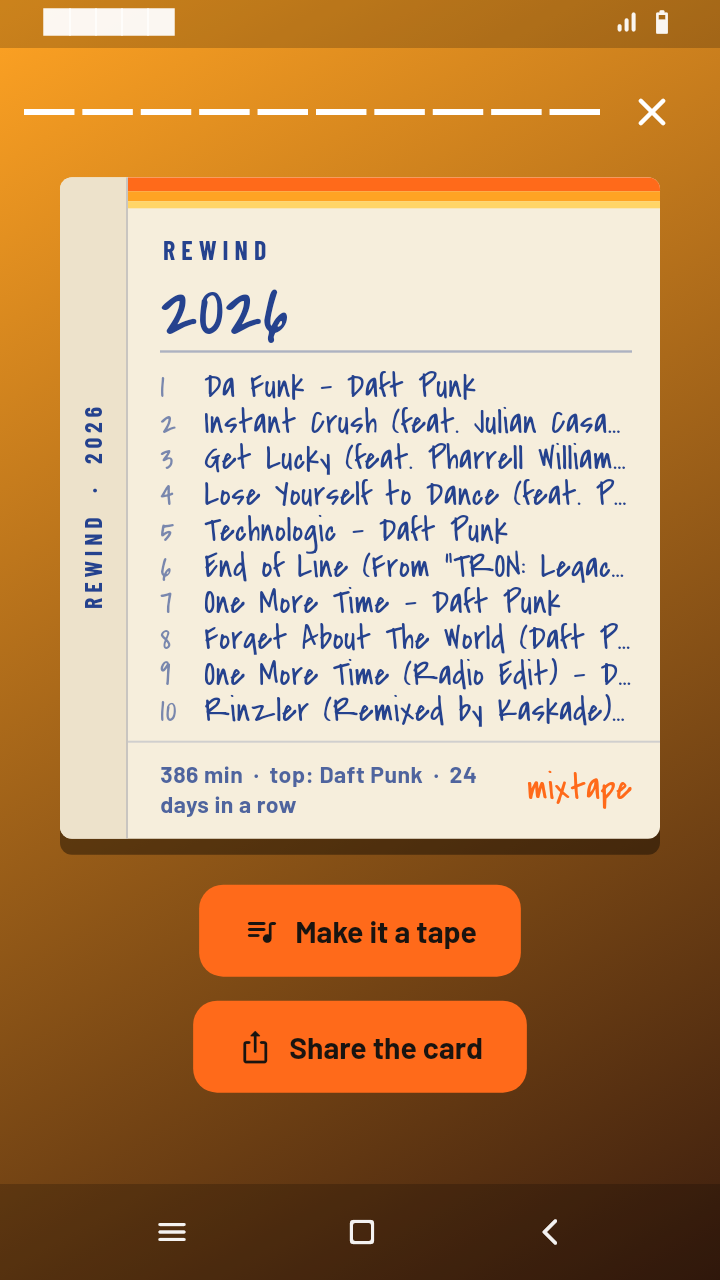 REWIND
2026
REWIND · 2026
1 Da Funk - Daft Punk
2 Instant Crush (feat. Julian Casa...
3 Get Lucky (feat. Pharrell William...
4 Lose Yourself to Dance (feat. P...
5 Technologic - Daft Punk
6 End of Line (From "TRON: Legac...
7 One More Time - Daft Punk
8 Forget About The World (Daft P...
9 One More Time (Radio Edit) - D...
10 Rinzler (Remixed by Kaskade)...
386 min · top: Daft Punk · 24
days in a row
mixtape
Make it a tape
Share the card